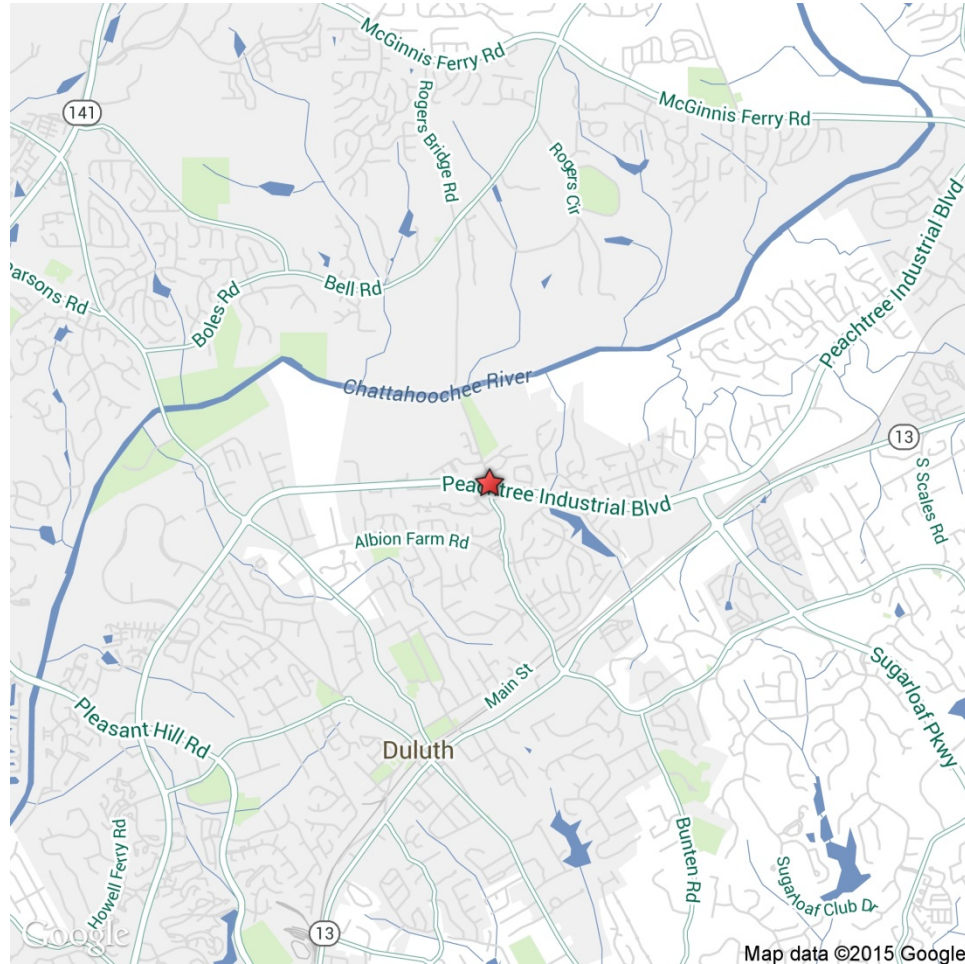 McGinnis Ferry Rd
McGinnis Ferry Rd
141
Rogers Bridge Rd
Rogers Cir
Peachtree Industrial Blvd
Parsons Rd
Boles Rd
Bell Rd
Chattahoochee River
13
S Scales Rd
Peachtree Industrial Blvd
Albion Farm Rd
Main St
Sugarloaf Pkwy
Pleasant Hill Rd
Duluth
Bunten Rd
Howell Ferry Rd
Sugarloaf Club Dr
13
Google
Map data ©2015 Google